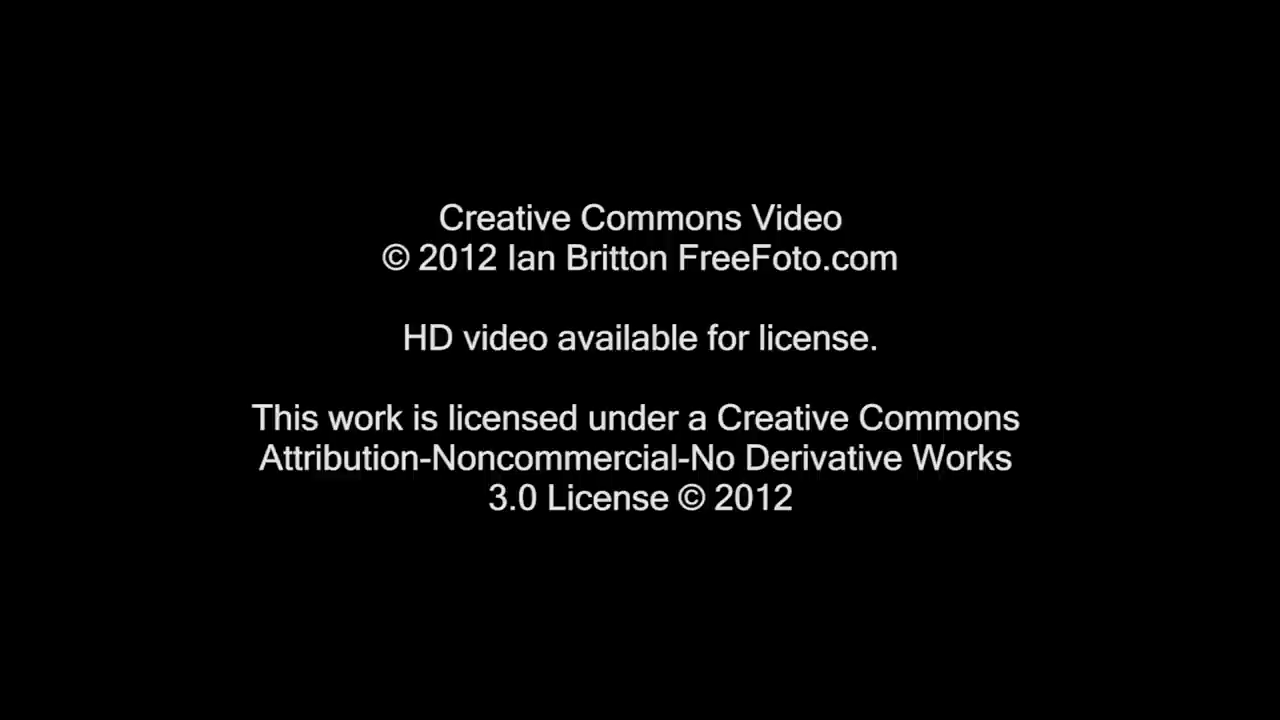 Creative Commons Video
© 2012 Ian Britton FreeFoto.com
HD video available for license.
This work is licensed under a Creative Commons
Attribution-Noncommercial-No Derivative Works
3.0 License © 2012